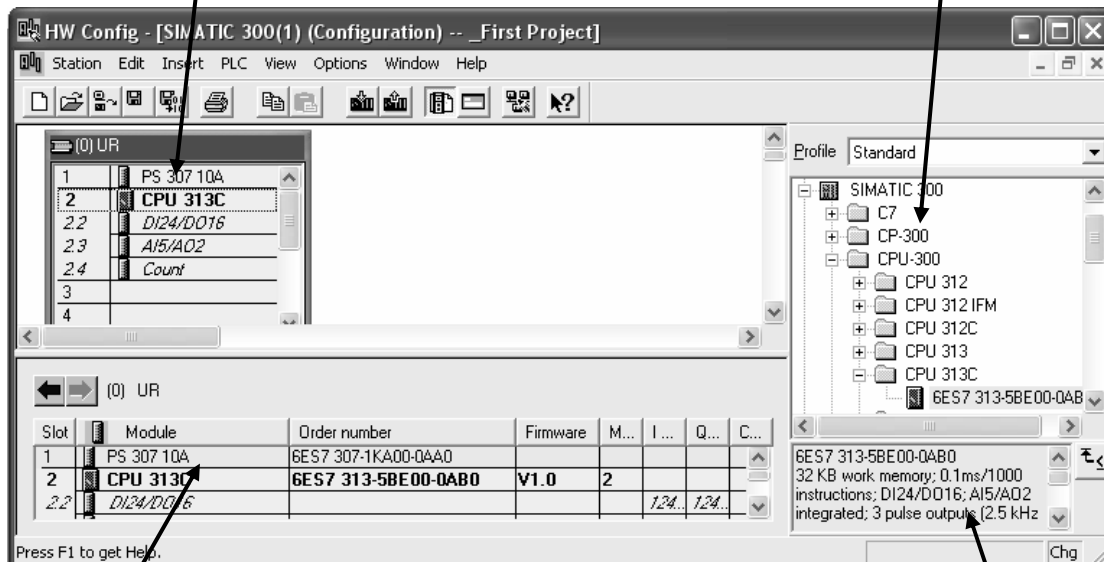 HW Config - [SIMATIC 300(1) (Configuration) -- _First Project]
Station Edit Insert PLC View Options Window Help
(0) UR
1 PS 307 10A
2 CPU 313C
2.2 DI24/DO16
2.3 AI5/AO2
2.4 Count
3
4
Profile Standard
SIMATIC 300
C7
CP-300
CPU-300
CPU 312
CPU 312 IFM
CPU 312C
CPU 313
CPU 313C
6ES7 313-5BE00-0AB
(0) UR
Slot Module Order number Firmware M... I ... Q... C...
1 PS 307 10A 6ES7 307-1KA00-0AA0
2 CPU 313C 6ES7 313-5BE00-0AB0 V1.0 2
2.2 DI24/DO16 124... 124...
6ES7 313-5BE00-0AB0
32 KB work memory; 0.1ms/1000
instructions; DI24/DO16; AI5/AO2
integrated; 3 pulse outputs (2.5 kHz
Press F1 to get Help.
Chg